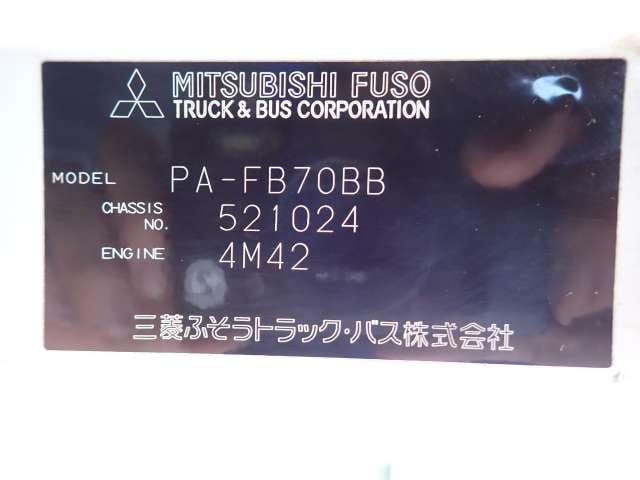 MITSUBISHI FUSO
TRUCK & BUS CORPORATION
MODEL PA-FB70BB
CHASSIS NO. 521024
ENGINE 4M42
三菱ふそうトラック・バス株式会社